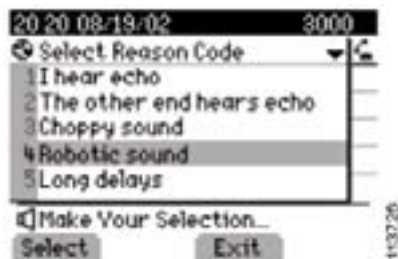 20 20 08/19/02 3000
Select Reason Code
1 I hear echo
2 The other end hears echo
3 Choppy sound
4 Robotic sound
5 Long delays
Make Your Selection...
Select Exit
113725